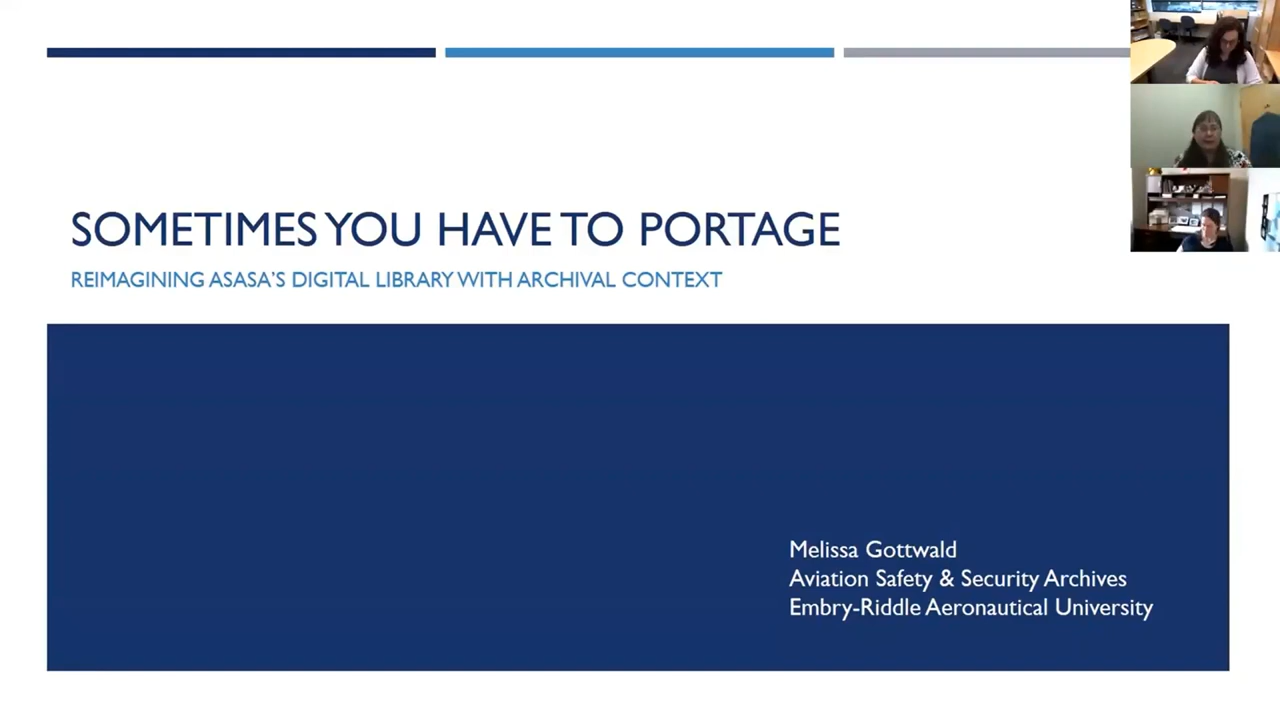 SOMETIMES YOU HAVE TO PORTAGE
REIMAGINING ASASA'S DIGITAL LIBRARY WITH ARCHIVAL CONTEXT
Melissa Gottwald
Aviation Safety & Security Archives
Embry-Riddle Aeronautical University